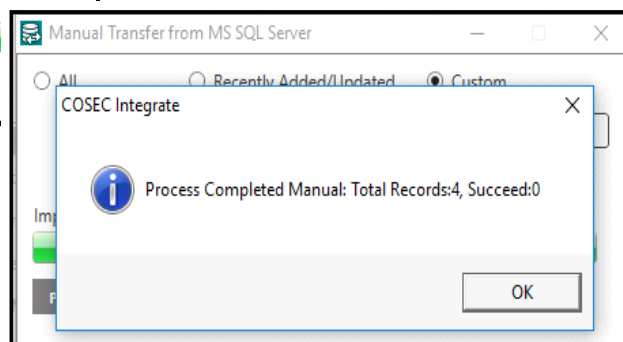 Manual Transfer from MS SQL Server
All Recently Added/Updated Custom
COSEC Integrate
Process Completed Manual: Total Records:4, Succeed:0
OK